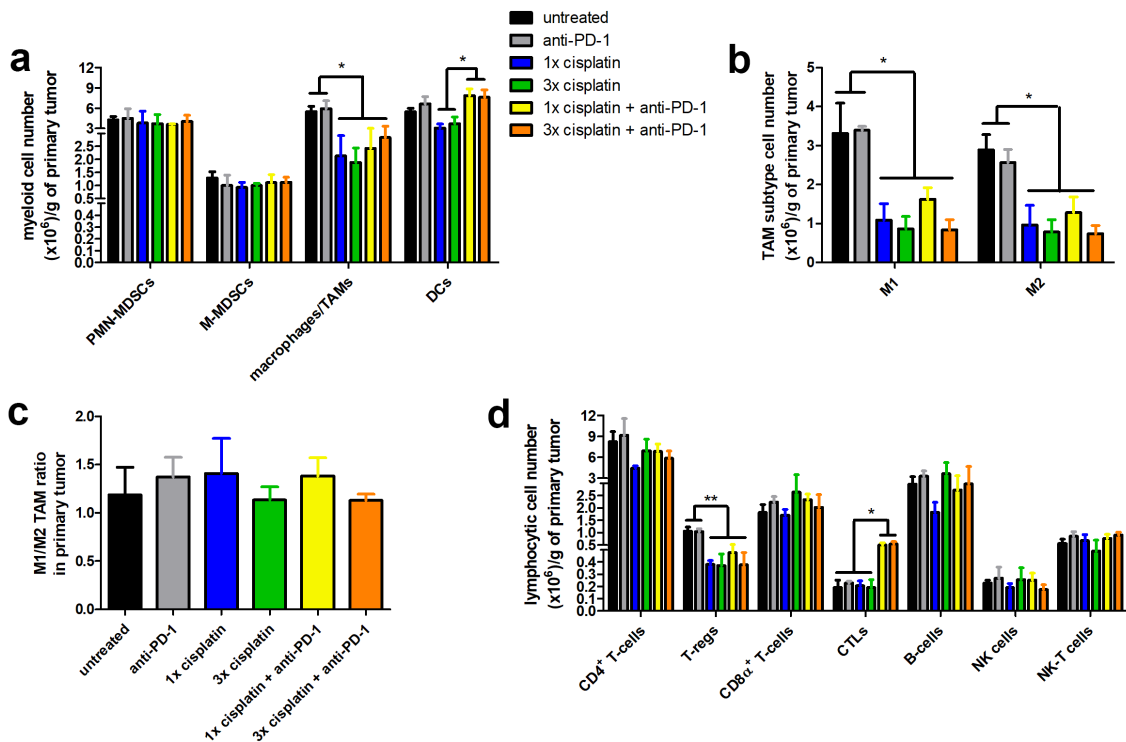 untreated
anti-PD-1
1x cisplatin
3x cisplatin
1x cisplatin + anti-PD-1
3x cisplatin + anti-PD-1
a
myeloid cell number
(x10⁶)/g of primary tumor
12
9
6
3
2.5
2.0
1.5
1.0
0.5
0.4
0.3
0.2
0.1
0.0
*
*
PMN-MDSCs
M-MDSCs
macrophages/TAMs
DCs
b
TAM subtype cell number
(x10⁶)/g of primary tumor
5
4
3
2
1
0
*
*
M1
M2
c
M1/M2 TAM ratio
in primary tumor
2.0
1.5
1.0
0.5
0.0
untreated
anti-PD-1
1x cisplatin
3x cisplatin
1x cisplatin + anti-PD-1
3x cisplatin + anti-PD-1
d
lymphocytic cell number
(x10⁶)/g of primary tumor
12
9
6
3
2.5
2.0
1.5
1.0
0.5
0.4
0.3
0.2
0.1
0.0
**
*
CD4⁺ T-cells
T-regs
CD8α⁺ T-cells
CTLs
B-cells
NK cells
NK-T cells